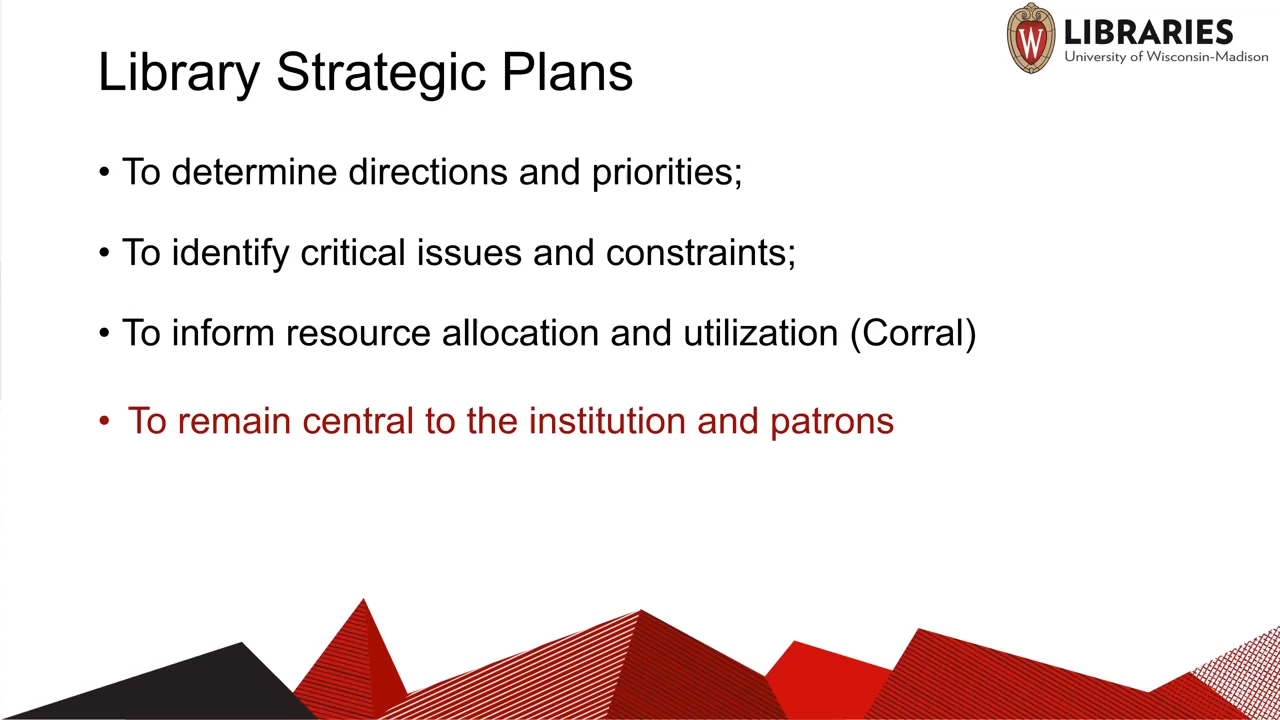 W LIBRARIES
University of Wisconsin-Madison
Library Strategic Plans
• To determine directions and priorities;
• To identify critical issues and constraints;
• To inform resource allocation and utilization (Corral)
• To remain central to the institution and patrons